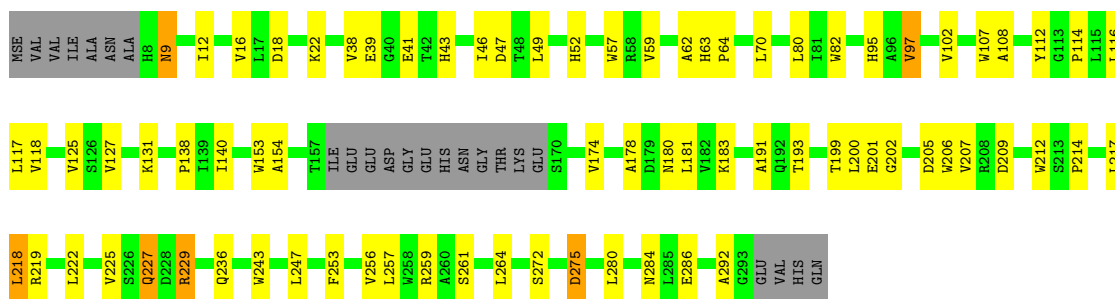 MSE VAL VAL ILE ALA ASN ALA H8 N9 I12 V16 L17 D18 K22 V38 E39 G40 E41 T42 H43 I46 D47 T48 L49 H52 W57 R58 V59 A62 H63 P64 L70 L80 I81 W82 H95 A96 V97 V102 W107 A108 Y112 G113 P114 L115 L116
L117 V118 V125 S126 V127 K131 P138 I139 I140 W153 A154 T157 ILE GLU GLU ASP GLY GLU HIS ASN GLY THR LYS GLU S170 V174 A178 D179 N180 L181 V182 K183 A191 Q192 T193 T199 L200 E201 G202 D205 W206 V207 R208 D209 W212 S213 P214 L217
L218 R219 L222 V225 S226 Q227 D228 R229 Q236 W243 L247 F253 V256 L257 W258 R259 A260 S261 L264 S272 D275 L280 N284 L285 E286 A292 G293 GLU VAL HIS GLN